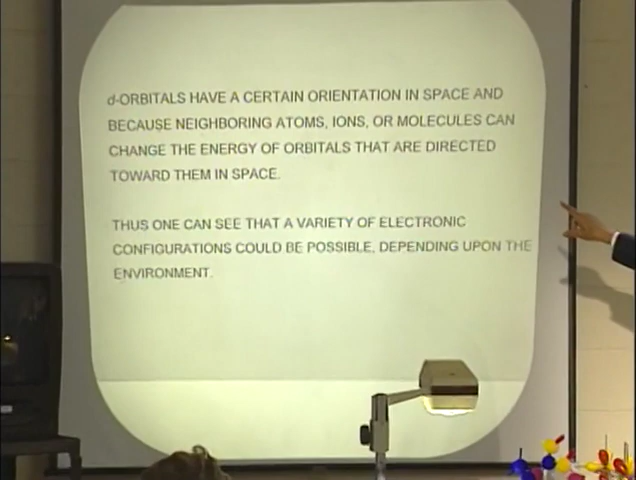 d-ORBITALS HAVE A CERTAIN ORIENTATION IN SPACE AND
BECAUSE NEIGHBORING ATOMS, IONS, OR MOLECULES CAN
CHANGE THE ENERGY OF ORBITALS THAT ARE DIRECTED
TOWARD THEM IN SPACE.
THUS ONE CAN SEE THAT A VARIETY OF ELECTRONIC
CONFIGURATIONS COULD BE POSSIBLE, DEPENDING UPON THE
ENVIRONMENT.